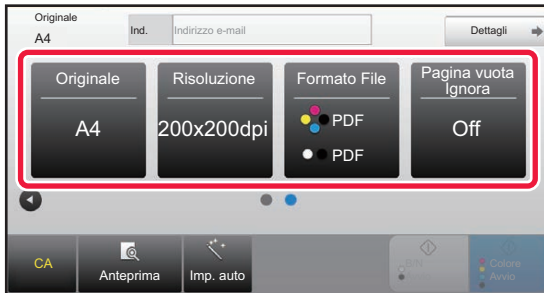 Originale
A4
Ind.
Indirizzo e-mail
Dettagli
Originale
A4
Risoluzione
200x200dpi
Formato File
PDF
PDF
Pagina vuota
Ignora
Off
CA
Anteprima
Imp. auto
B/N
Avvio
Colore
Avvio